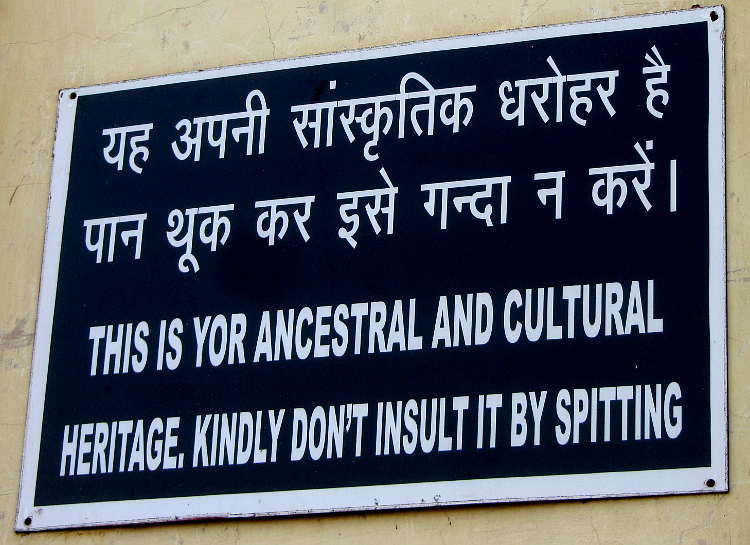 यह अपनी सांस्कृतिक धरोहर है
पान थूक कर इसे गन्दा न करें।
THIS IS YOR ANCESTRAL AND CULTURAL
HERITAGE. KINDLY DON'T INSULT IT BY SPITTING